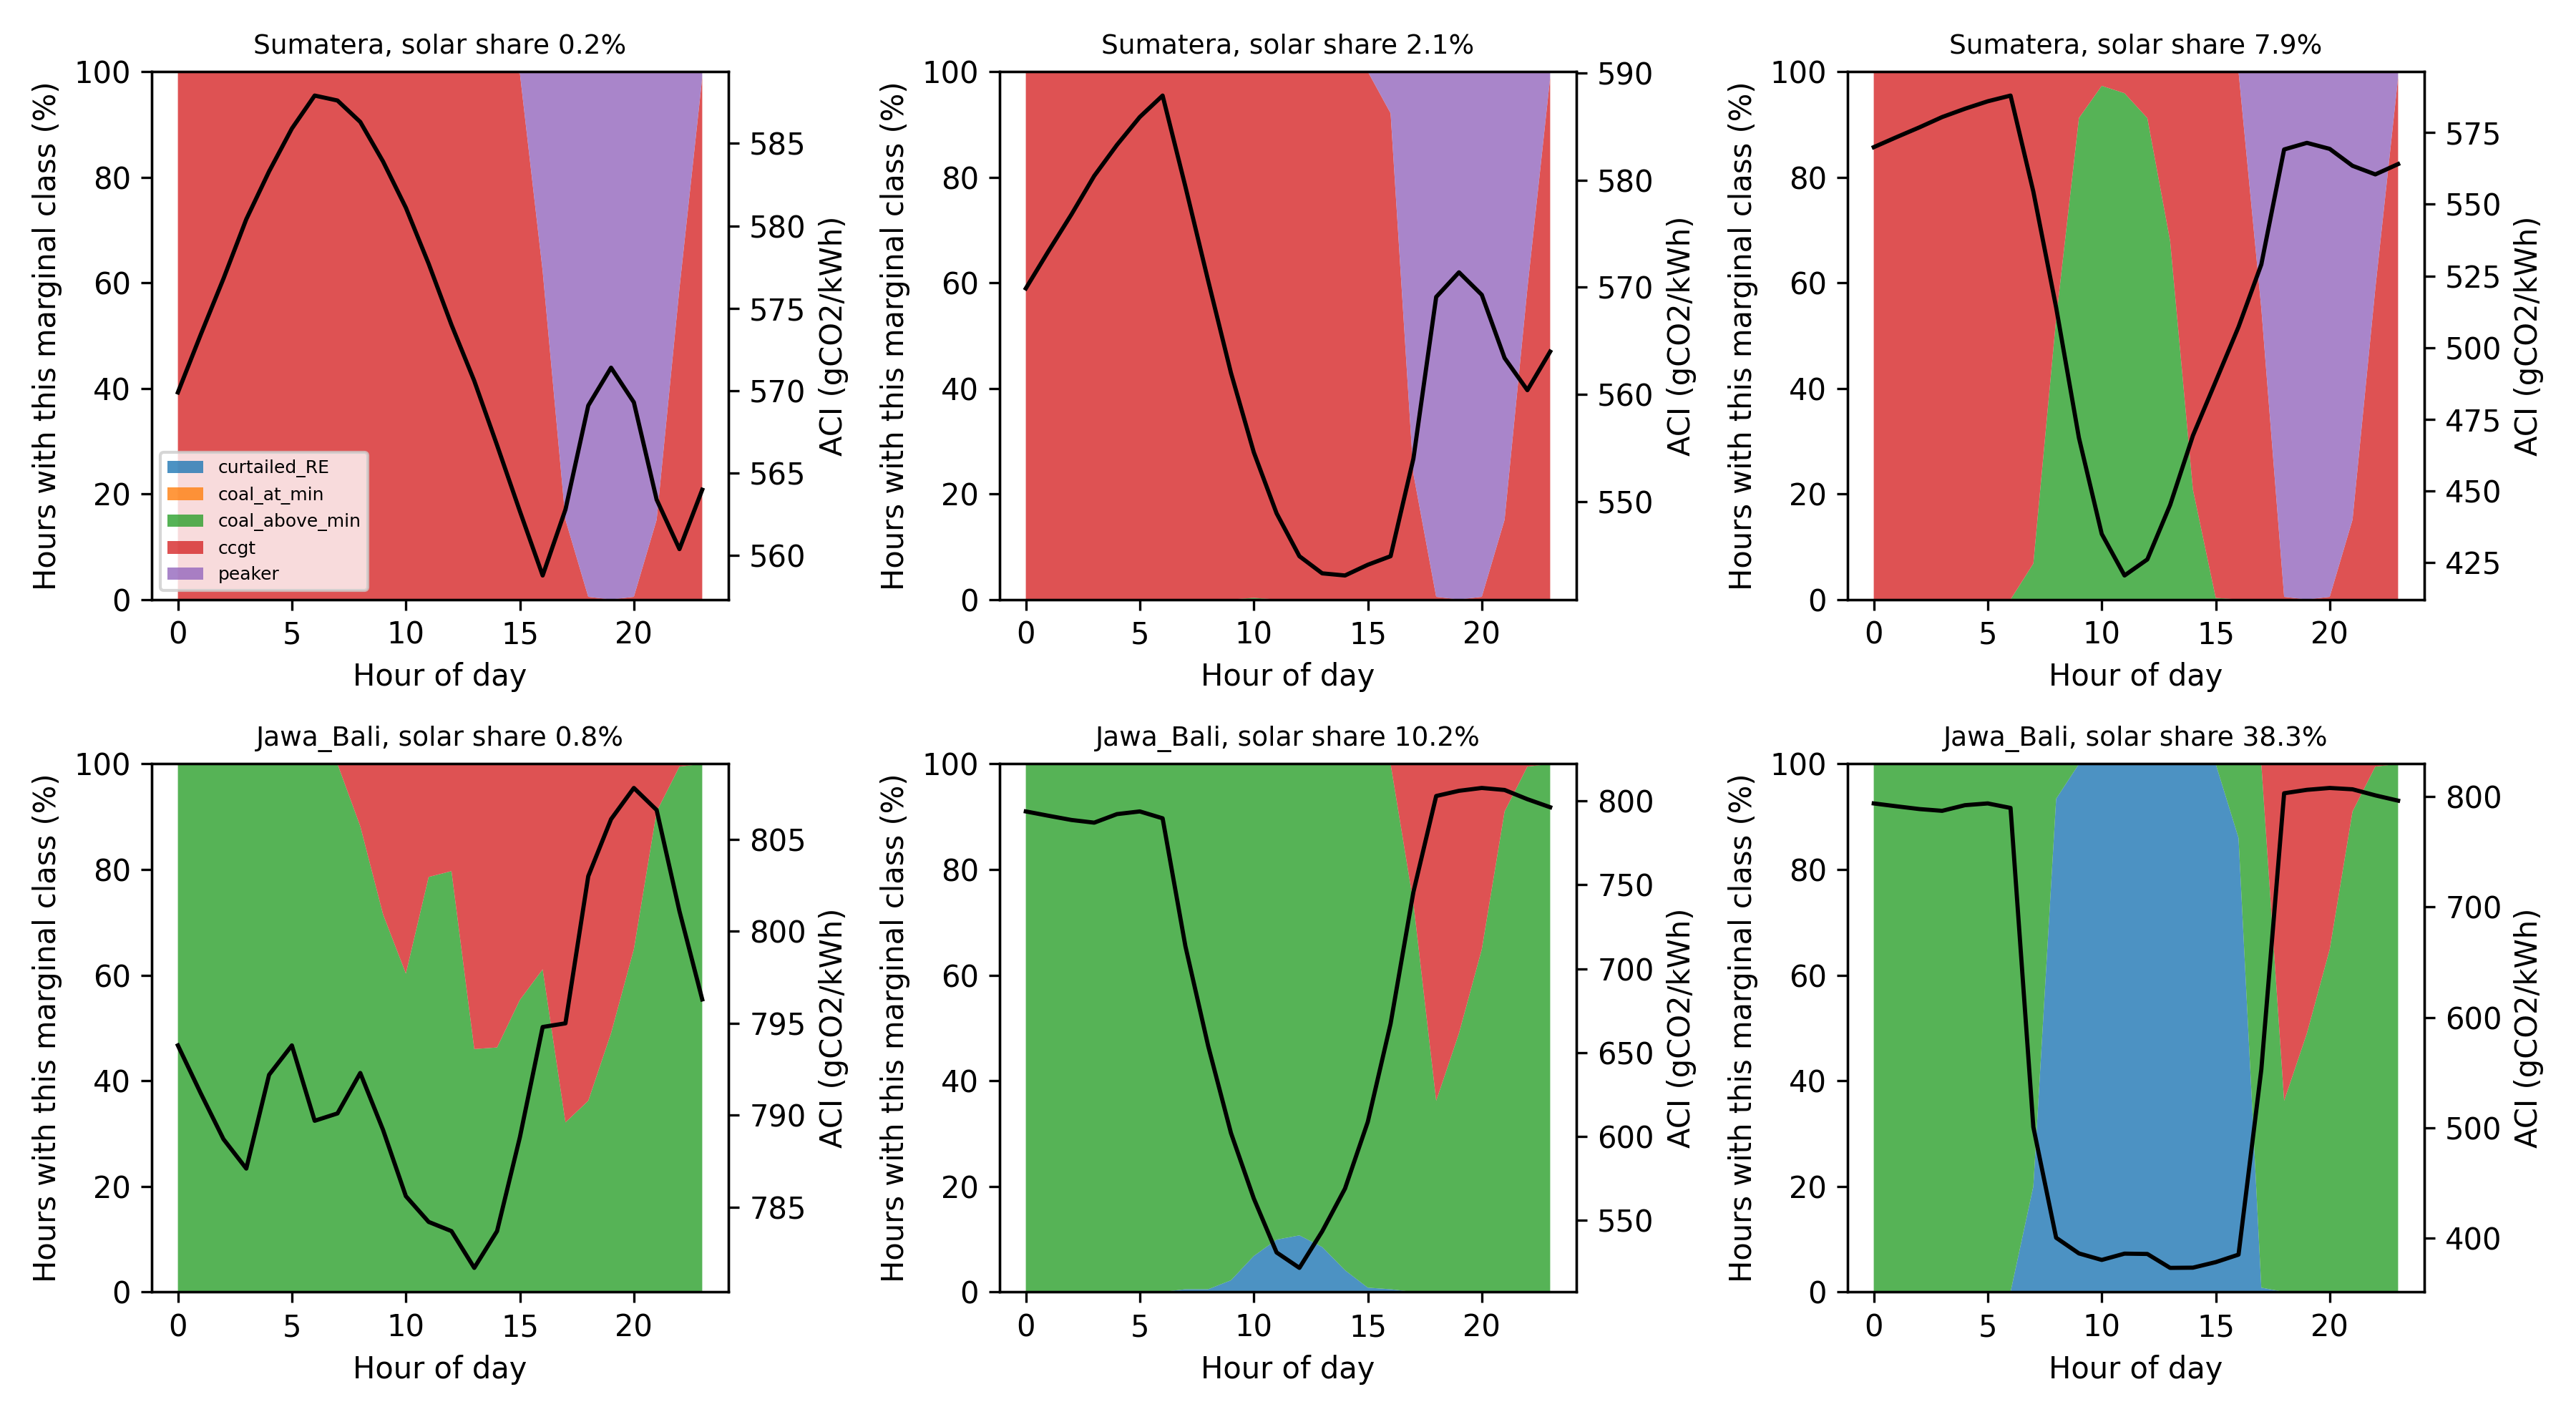 Sumatera, solar share 0.2%
Hours with this marginal class (%)
100
80
60
40
20
0
curtailed_RE
coal_at_min
coal_above_min
ccgt
peaker
0 5 10 15 20
Hour of day
585
580
575
570
565
560
ACI (gCO2/kWh)
Sumatera, solar share 2.1%
Hours with this marginal class (%)
100
80
60
40
20
0
0 5 10 15 20
Hour of day
590
580
570
560
550
ACI (gCO2/kWh)
Sumatera, solar share 7.9%
Hours with this marginal class (%)
100
80
60
40
20
0
0 5 10 15 20
Hour of day
575
550
525
500
475
450
425
ACI (gCO2/kWh)
Jawa_Bali, solar share 0.8%
Hours with this marginal class (%)
100
80
60
40
20
0
0 5 10 15 20
Hour of day
805
800
795
790
785
ACI (gCO2/kWh)
Jawa_Bali, solar share 10.2%
Hours with this marginal class (%)
100
80
60
40
20
0
0 5 10 15 20
Hour of day
800
750
700
650
600
550
ACI (gCO2/kWh)
Jawa_Bali, solar share 38.3%
Hours with this marginal class (%)
100
80
60
40
20
0
0 5 10 15 20
Hour of day
800
700
600
500
400
ACI (gCO2/kWh)